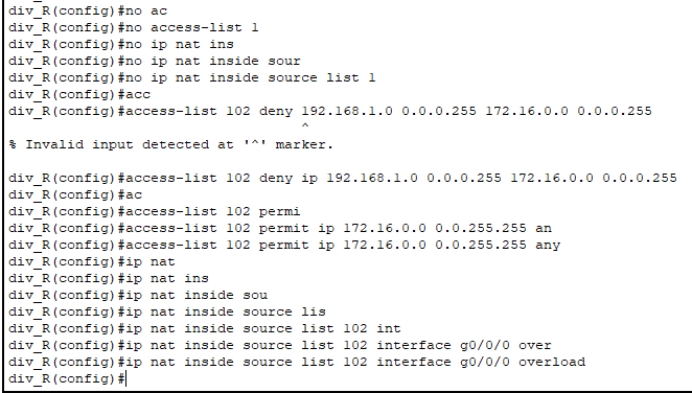 div_R(config)#no ac
div_R(config)#no access-list 1
div_R(config)#no ip nat ins
div_R(config)#no ip nat inside sour
div_R(config)#no ip nat inside source list 1
div_R(config)#acc
div_R(config)#access-list 102 deny 192.168.1.0 0.0.0.255 172.16.0.0 0.0.0.255
^
% Invalid input detected at '^' marker.
div_R(config)#access-list 102 deny ip 192.168.1.0 0.0.0.255 172.16.0.0 0.0.0.255
div_R(config)#ac
div_R(config)#access-list 102 permi
div_R(config)#access-list 102 permit ip 172.16.0.0 0.0.255.255 an
div_R(config)#access-list 102 permit ip 172.16.0.0 0.0.255.255 any
div_R(config)#ip nat
div_R(config)#ip nat ins
div_R(config)#ip nat inside sou
div_R(config)#ip nat inside source lis
div_R(config)#ip nat inside source list 102 int
div_R(config)#ip nat inside source list 102 interface g0/0/0 over
div_R(config)#ip nat inside source list 102 interface g0/0/0 overload
div_R(config)#